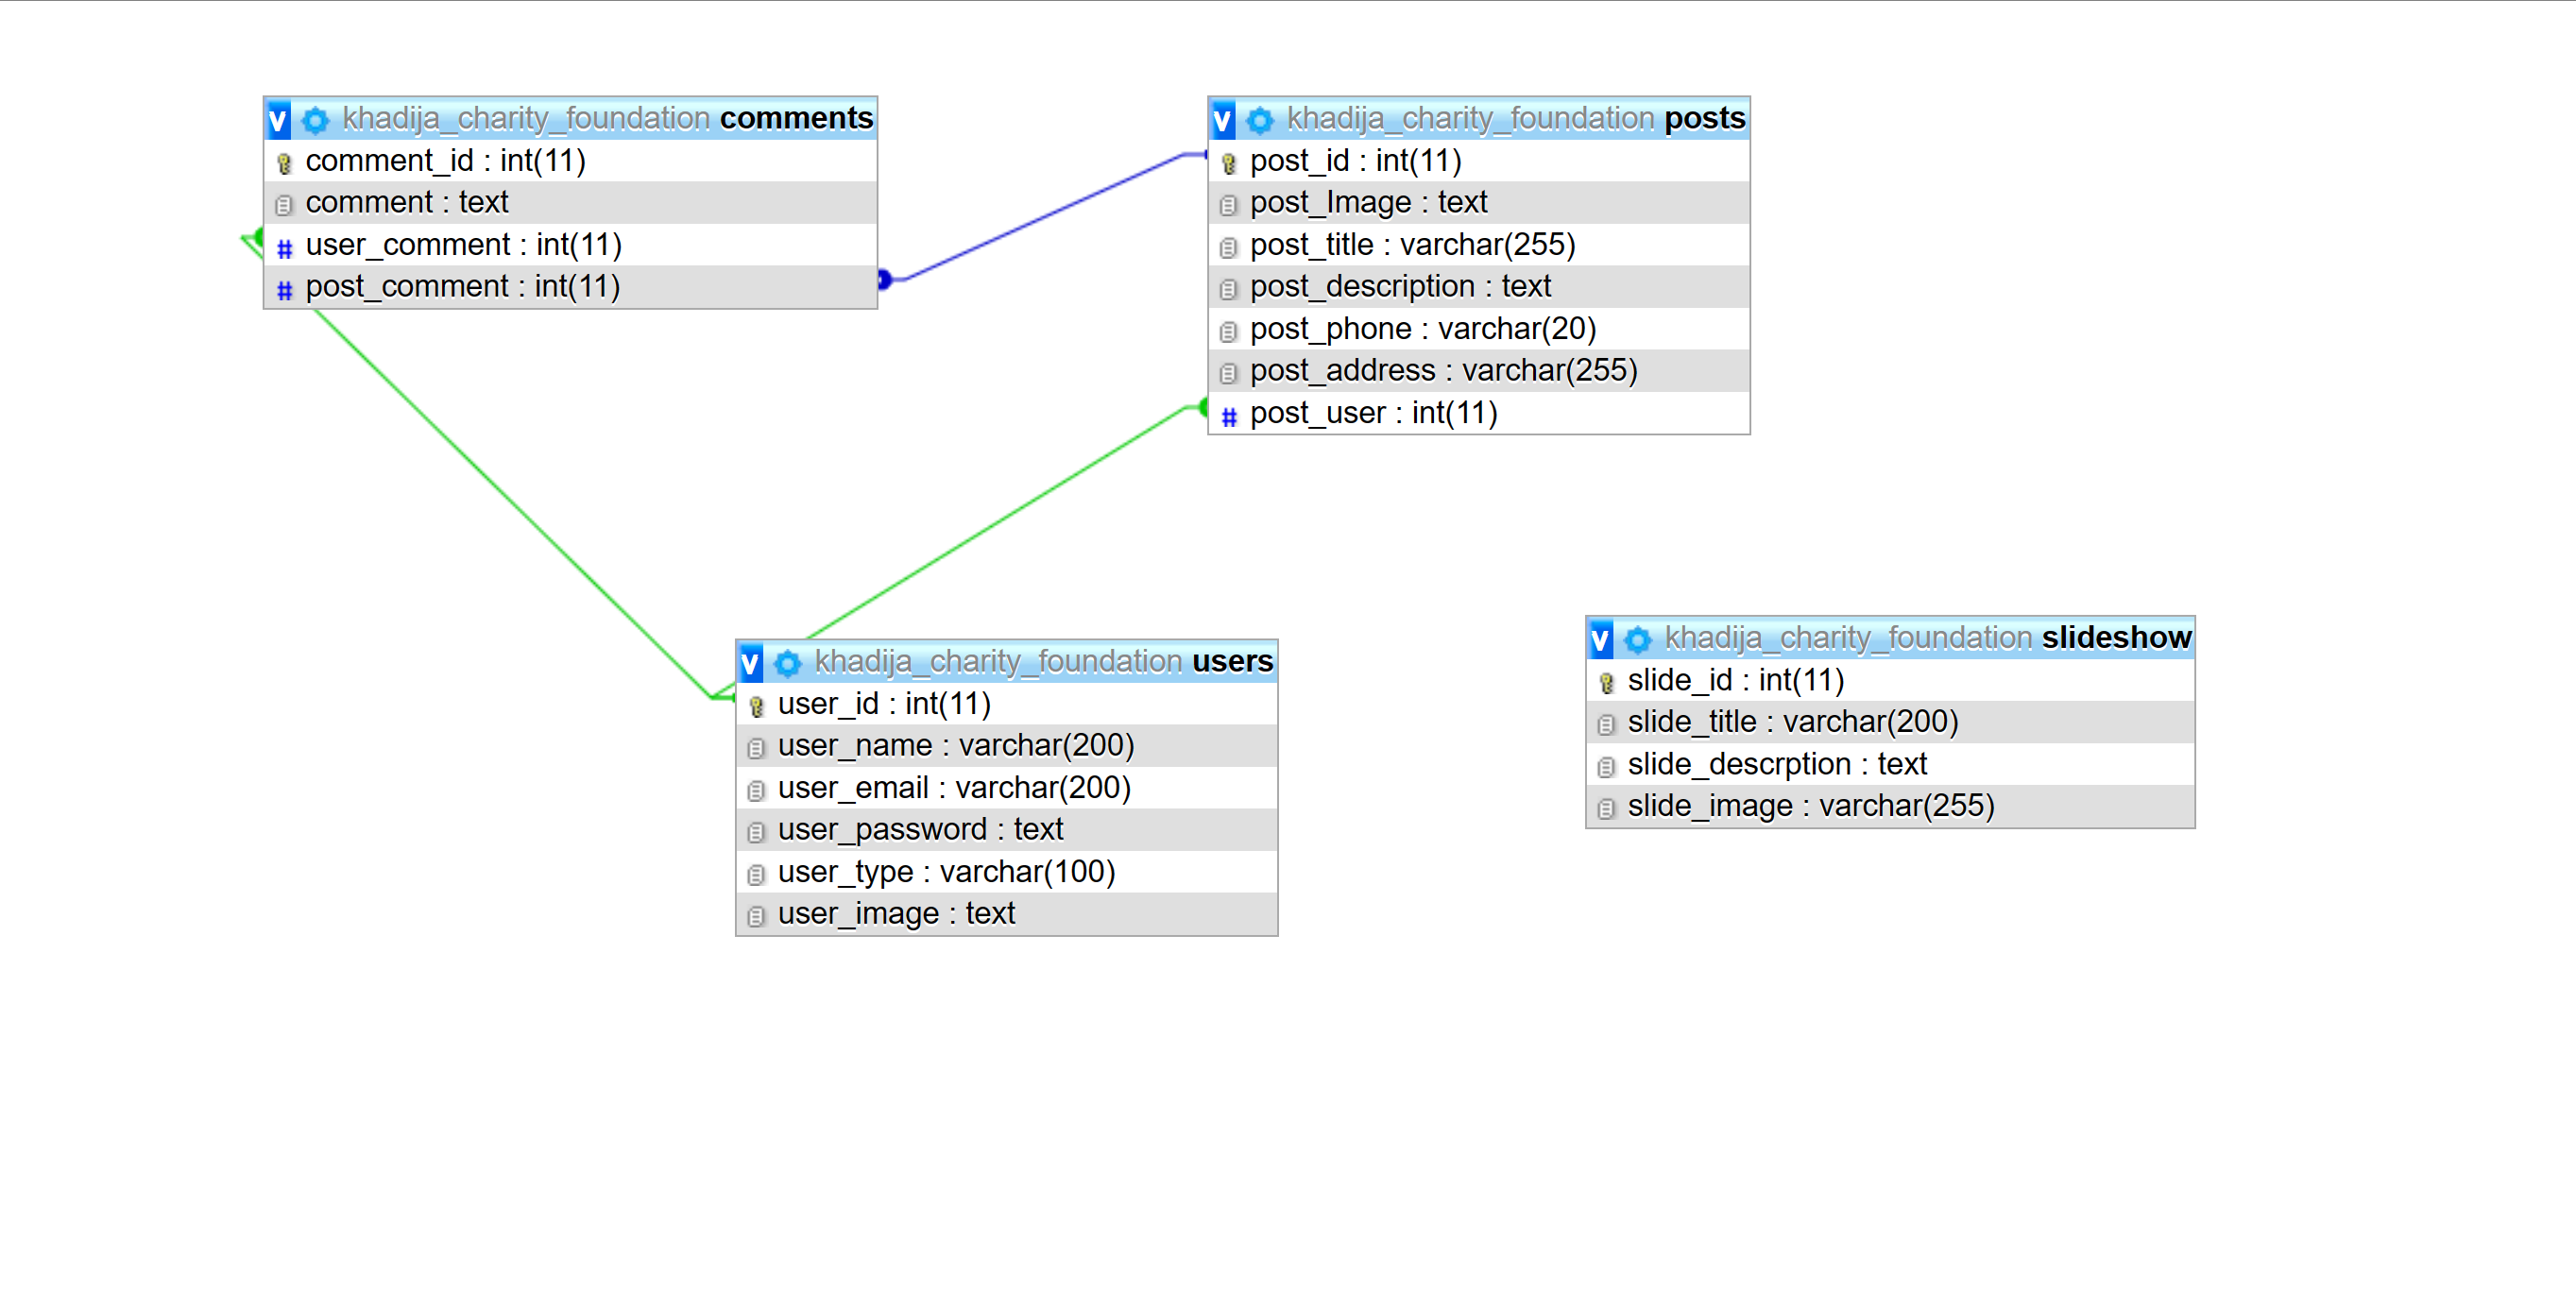 v khadija_charity_foundation comments
comment_id : int(11)
comment : text
# user_comment : int(11)
# post_comment : int(11)
v khadija_charity_foundation posts
post_id : int(11)
post_Image : text
post_title : varchar(255)
post_description : text
post_phone : varchar(20)
post_address : varchar(255)
# post_user : int(11)
v khadija_charity_foundation users
user_id : int(11)
user_name : varchar(200)
user_email : varchar(200)
user_password : text
user_type : varchar(100)
user_image : text
v khadija_charity_foundation slideshow
slide_id : int(11)
slide_title : varchar(200)
slide_descrption : text
slide_image : varchar(255)